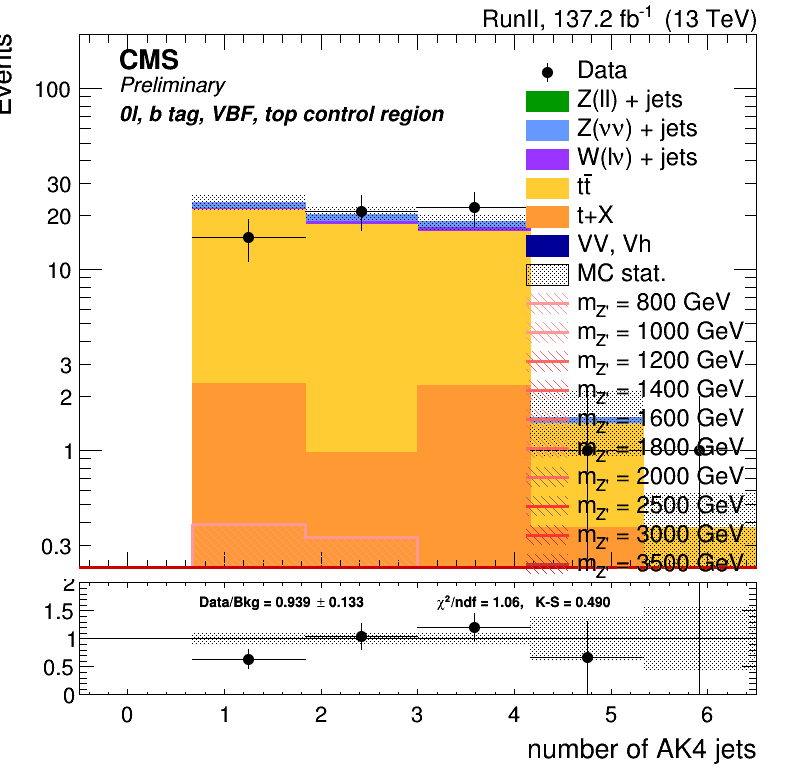 RunII, 137.2 fb⁻¹ (13 TeV)
Events
CMS
Preliminary
0l, b tag, VBF, top control region
Data
Z(ll) + jets
Z(νν) + jets
W(lν) + jets
tt̄
t+X
VV, Vh
MC stat.
m_Z' = 800 GeV
m_Z' = 1000 GeV
m_Z' = 1200 GeV
m_Z' = 1400 GeV
m_Z' = 1600 GeV
m_Z' = 1800 GeV
m_Z' = 2000 GeV
m_Z' = 2500 GeV
m_Z' = 3000 GeV
m_Z' = 3500 GeV
100
30
20
10
3
2
1
0.3
Data/Bkg = 0.939 ± 0.133
χ²/ndf = 1.06, K-S = 0.490
2
1.5
1
0.5
0
0 1 2 3 4 5 6
number of AK4 jets